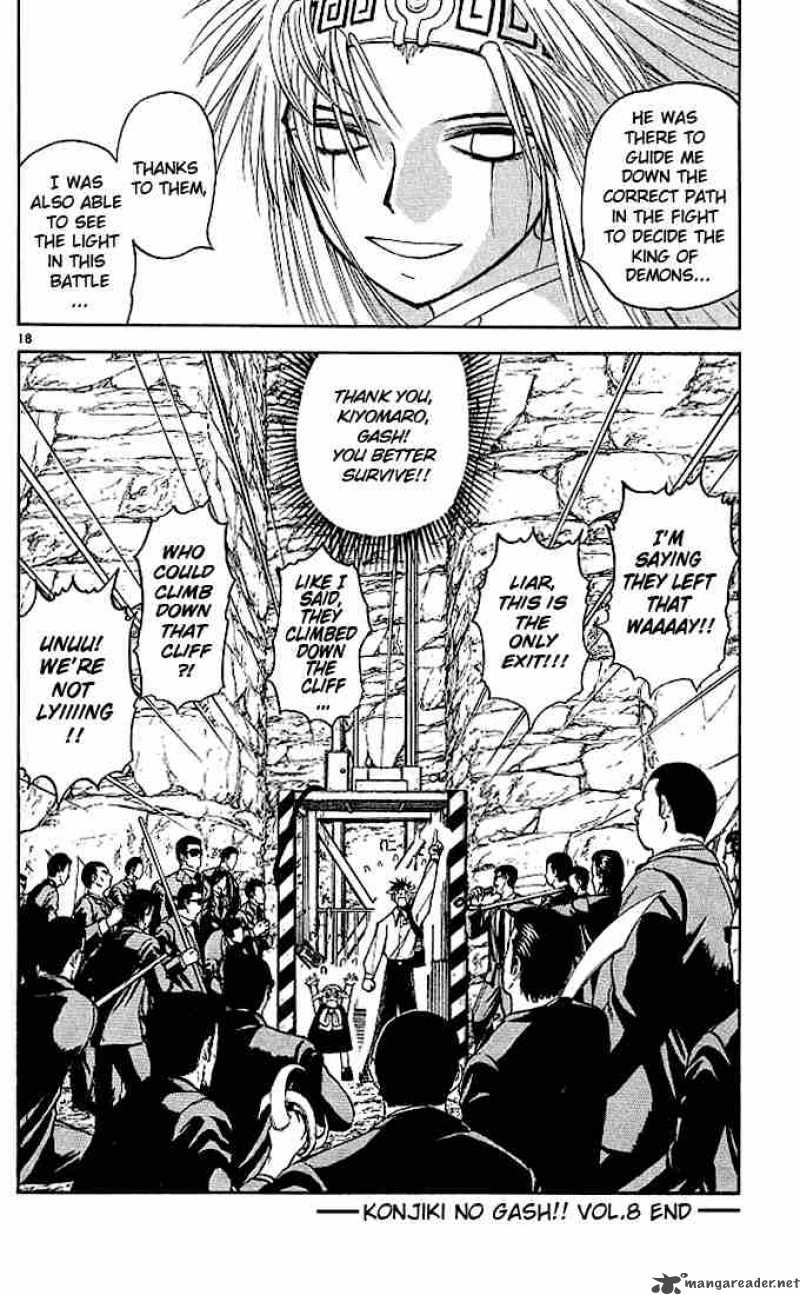 HE WAS
THERE TO
GUIDE ME
DOWN THE
CORRECT PATH
IN THE FIGHT
TO DECIDE THE
KING OF
DEMONS...
THANKS
TO THEM,
I WAS
ALSO ABLE
TO SEE
THE LIGHT
IN THIS
BATTLE
...
18
THANK YOU,
KIYOMARO,
GASH!
YOU BETTER
SURVIVE!!
I'M
SAYING
THEY LEFT
THAT
WAAAAY!!
LIAR,
THIS IS
THE
ONLY
EXIT!!!
LIKE I
SAID,
THEY
CLIMBED
DOWN
THE
CLIFF
...
WHO
COULD
CLIMB
DOWN
THAT
CLIFF
?!
UNUU!
WE'RE
NOT
LYIIIING
!!
KONJIKI NO GASH!! VOL.8 END
mangareader.net